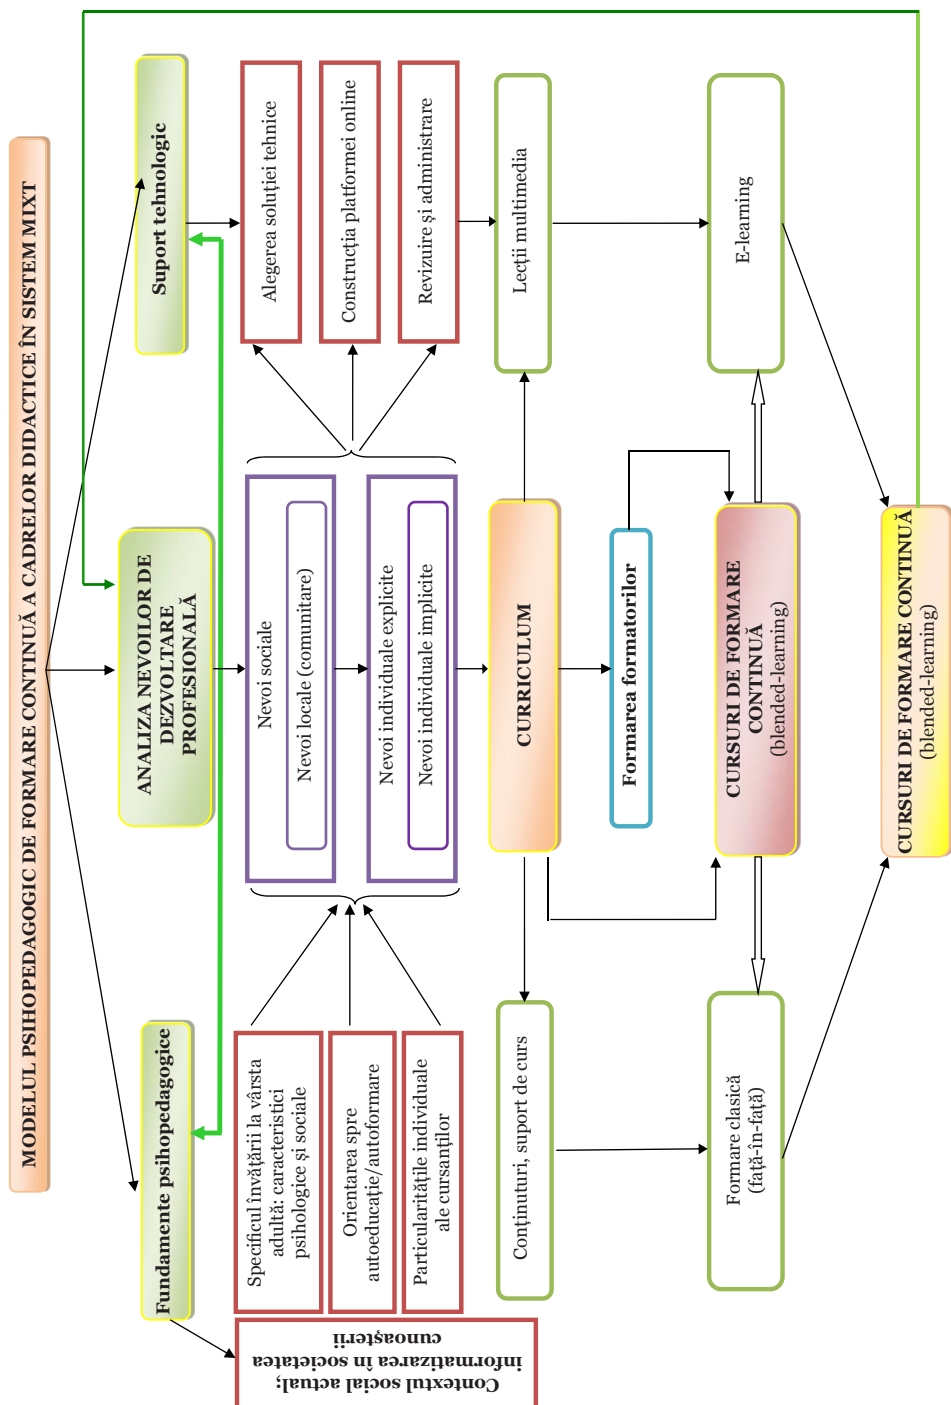 MODELUL PSIHOPEDAGOGIC DE FORMARE CONTINUĂ A CADRELOR DIDACTICE ÎN SISTEM MIXT
Fundamente psihopedagogice
ANALIZA NEVOILOR DE
DEZVOLTARE
PROFESIONALĂ
Suport tehnologic
Contextul social actual;
informatizarea în societatea
cunoașterii
Specificul învățării la vârsta
adultă: caracteristici
psihologice și sociale
Orientarea spre
autoeducație/autoformare
Particularitățile individuale
ale cursanților
Nevoi sociale
Nevoi locale (comunitare)
Nevoi individuale explicite
Nevoi individuale implicite
Alegerea soluției tehnice
Construcția platformei online
Revizuire și administrare
Conținuturi, suport de curs
CURRICULUM
Lecții multimedia
Formarea formatorilor
Formare clasică
(față-în-față)
CURSURI DE FORMARE
CONTINUĂ
(blended-learning)
E-learning
CURSURI DE FORMARE CONTINUĂ
(blended-learning)